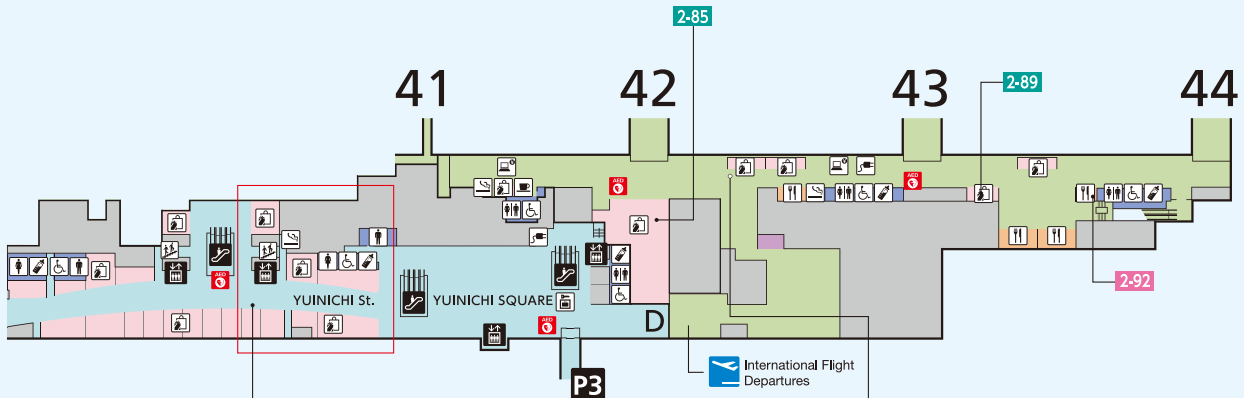 2-85
41
42
43
44
2-89
AED
AED
2-92
AED
YUINICHI St.
YUINICHI SQUARE
AED
D
P3
International Flight
Departures